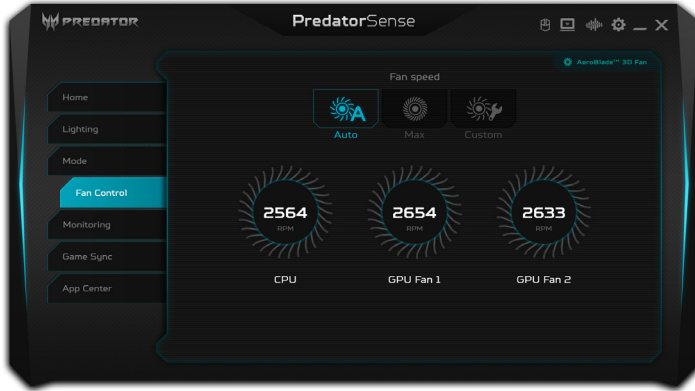 PREDATOR
PredatorSense
AeroBlade™ 3D Fan
Fan speed
Home
Lighting
Mode
Fan Control
Monitoring
Game Sync
App Center
A
Auto
Max
Custom
2564
RPM
CPU
2654
RPM
GPU Fan 1
2633
RPM
GPU Fan 2